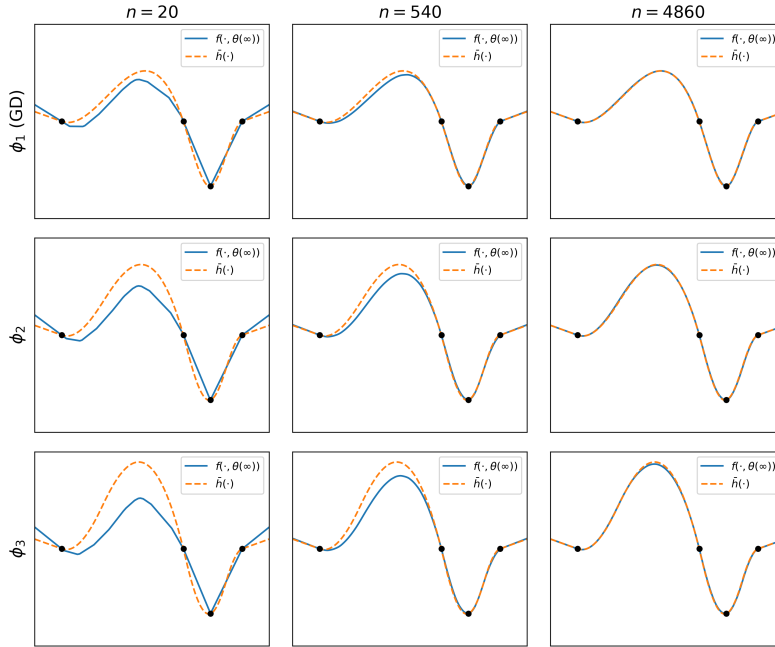 n = 20
n = 540
n = 4860
ϕ₁ (GD)
f(·, θ(∞))
h̄(·)
f(·, θ(∞))
h̄(·)
f(·, θ(∞))
h̄(·)
ϕ₂
f(·, θ(∞))
h̄(·)
f(·, θ(∞))
h̄(·)
f(·, θ(∞))
h̄(·)
ϕ₃
f(·, θ(∞))
h̄(·)
f(·, θ(∞))
h̄(·)
f(·, θ(∞))
h̄(·)